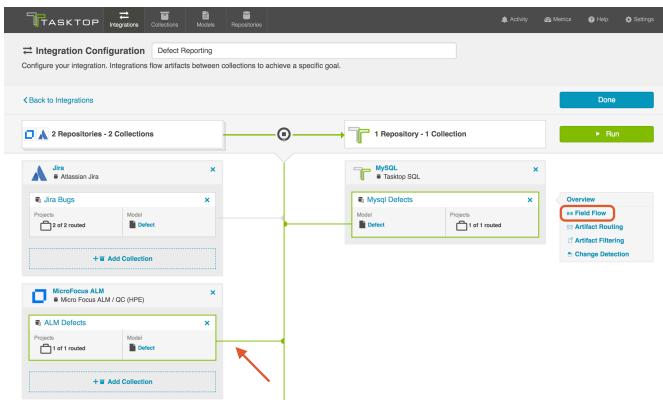 TASKTOP
Integrations
Collections
Models
Repositories
Activity
Metrics
Help
Settings
Integration Configuration
Defect Reporting
Configure your integration. Integrations flow artifacts between collections to achieve a specific goal.
Back to Integrations
Done
2 Repositories - 2 Collections
1 Repository - 1 Collection
Run
Jira
Atlassian Jira
Jira Bugs
Projects
2 of 2 routed
Model
Defect
+ Add Collection
MySQL
Tasktop SQL
Mysql Defects
Model
Defect
Projects
1 of 1 routed
Overview
Field Flow
Artifact Routing
Artifact Filtering
Change Detection
MicroFocus ALM
Micro Focus ALM / QC (HPE)
ALM Defects
Projects
1 of 1 routed
Model
Defect
+ Add Collection